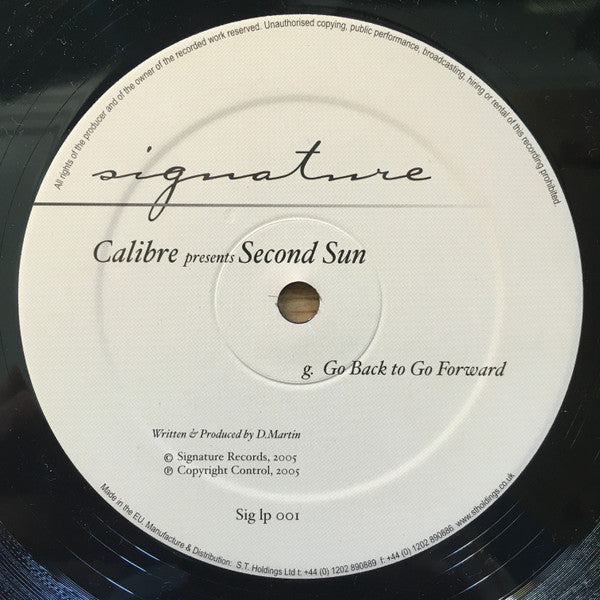 All rights of the producer and of the owner of the recorded work reserved. Unauthorised copying, public performance, broadcasting, hiring or rental of this recording prohibited.
signature
Calibre presents Second Sun
g. Go Back to Go Forward
Written & Produced by D.Martin
© Signature Records, 2005
℗ Copyright Control, 2005
Sig lp 001
Made in the EU. Manufacture & Distribution: S.T. Holdings Ltd t: +44 (0) 1202 890889 f: +44 (0) 1202 890886 www.stholdings.co.uk